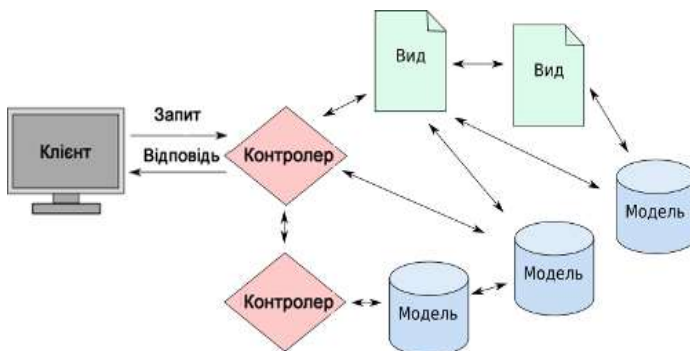 Вид
Вид
Запит
Клієнт
Відповідь
Контролер
Модель
Модель
Контролер
Модель